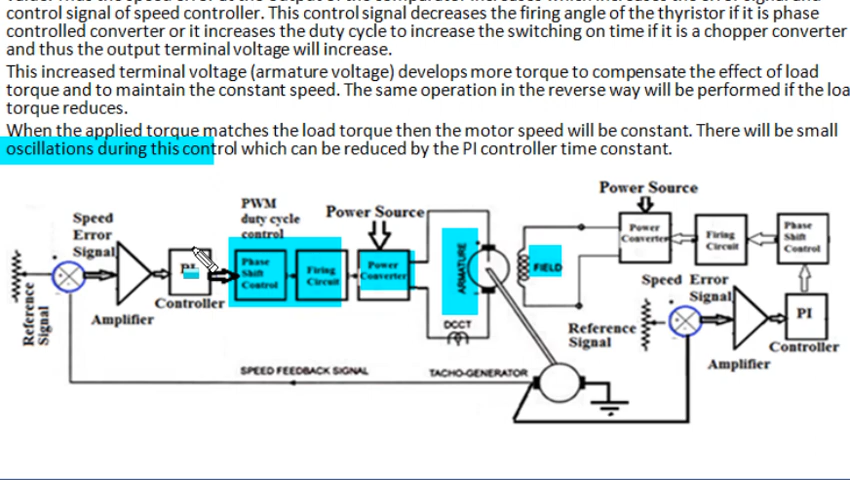 control signal of speed controller. This control signal decreases the firing angle of the thyristor if it is phase
controlled converter or it increases the duty cycle to increase the switching on time if it is a chopper converter
and thus the output terminal voltage will increase.
This increased terminal voltage (armature voltage) develops more torque to compensate the effect of load
torque and to maintain the constant speed. The same operation in the reverse way will be performed if the loa
torque reduces.
When the applied torque matches the load torque then the motor speed will be constant. There will be small
oscillations during this control which can be reduced by the PI controller time constant.
Power Source
PWM
duty cycle
control
Power Source
Speed
Error
Signal
Phase
Shift
Control
Firing
Circuit
Power
Converter
ARMATURE
FIELD
Power
Converter
Firing
Circuit
Phase
Shift
Control
Reference
Signal
Controller
Amplifier
DCCT
Speed Error
Signal
PI
Reference
Signal
Controller
Amplifier
SPEED FEEDBACK SIGNAL
TACHO-GENERATOR